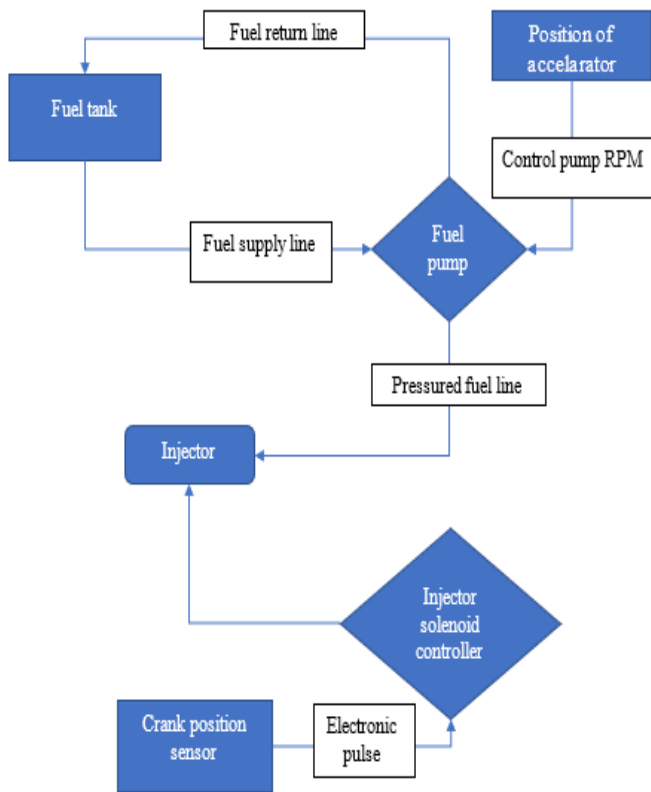 Fuel return line
Position of
accelarator
Fuel tank
Control pump RPM
Fuel supply line
Fuel
pump
Pressured fuel line
Injector
Injector
solenoid
controller
Crank position
sensor
Electronic
pulse